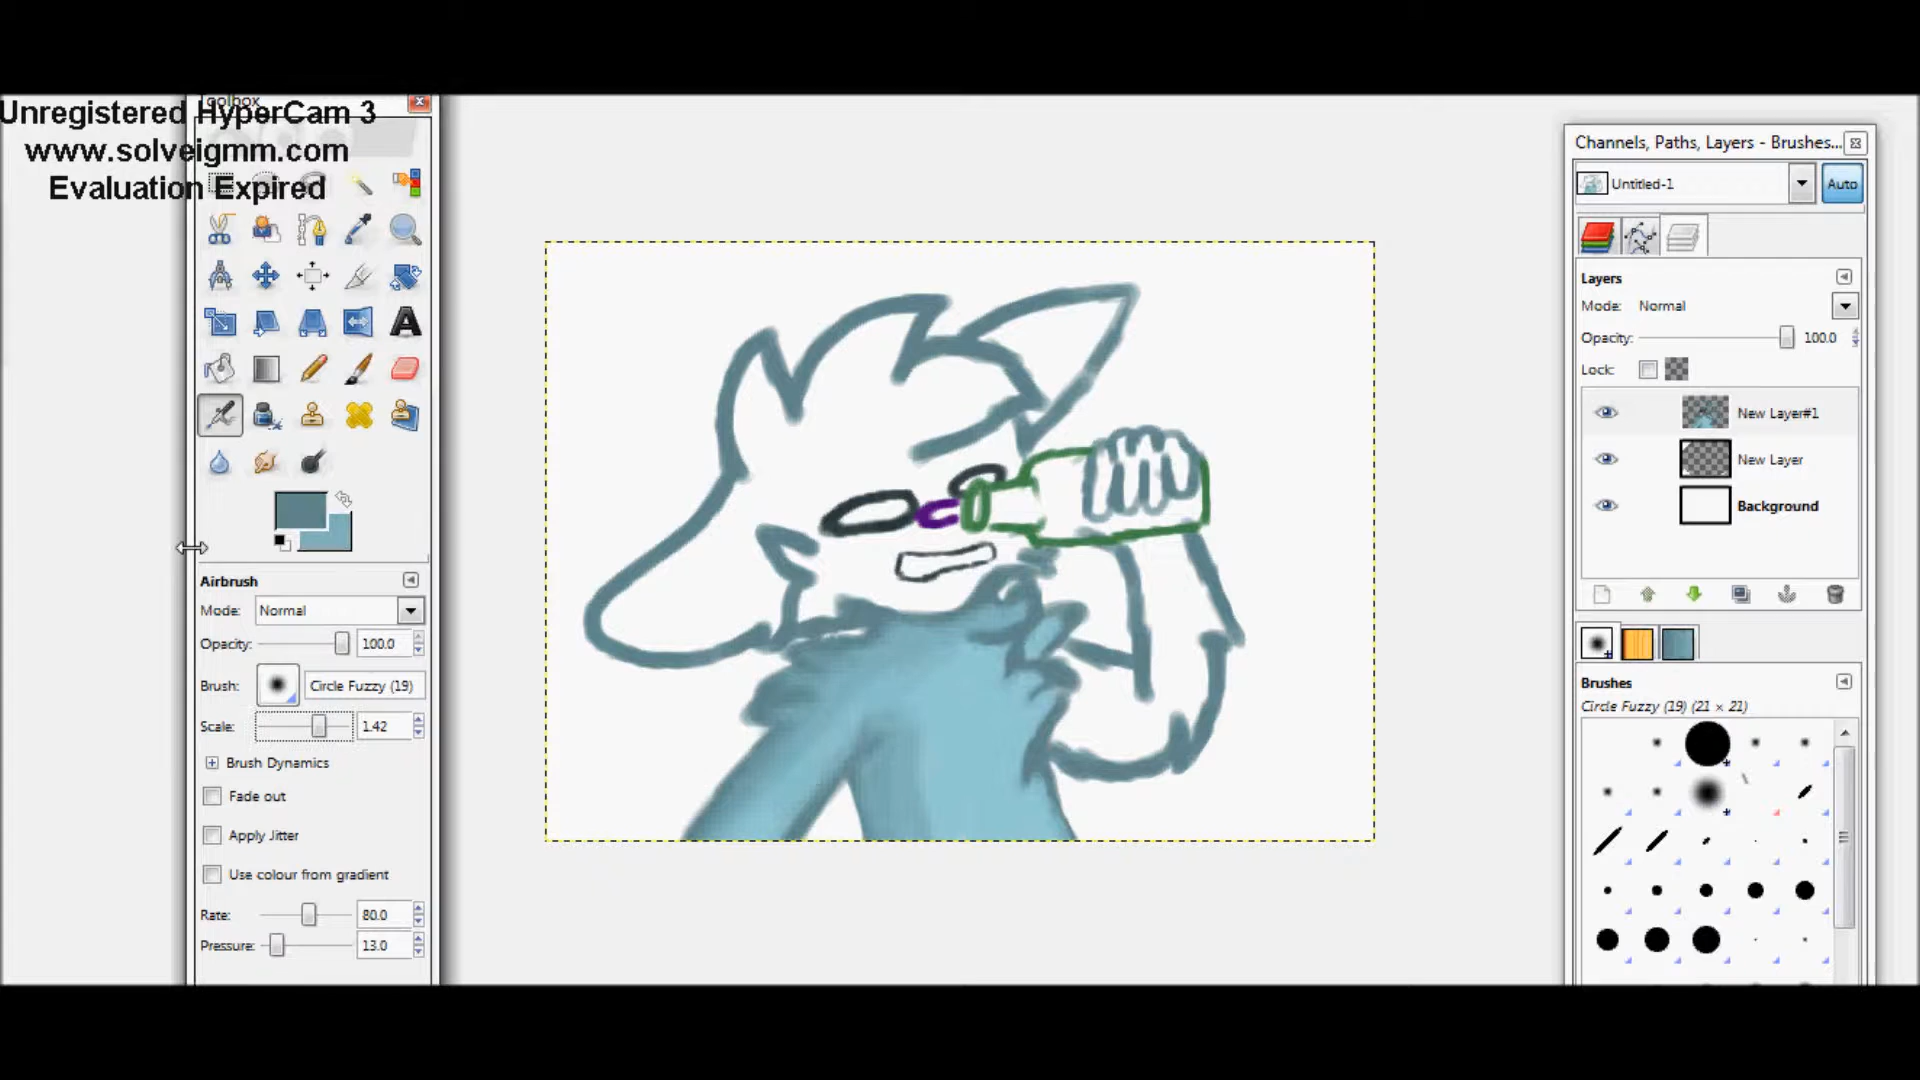 Unregistered HyperCam 3
www.solveigmm.com
Evaluation Expired
Channels, Paths, Layers - Brushes...
Untitled-1
Auto
Layers
Mode: Normal
Opacity: 100.0
Lock:
New Layer#1
New Layer
Background
Brushes
Circle Fuzzy (19) (21 × 21)
Airbrush
Mode: Normal
Opacity: 100.0
Brush: Circle Fuzzy (19)
Scale: 1.42
Brush Dynamics
Fade out
Apply Jitter
Use colour from gradient
Rate: 80.0
Pressure: 13.0